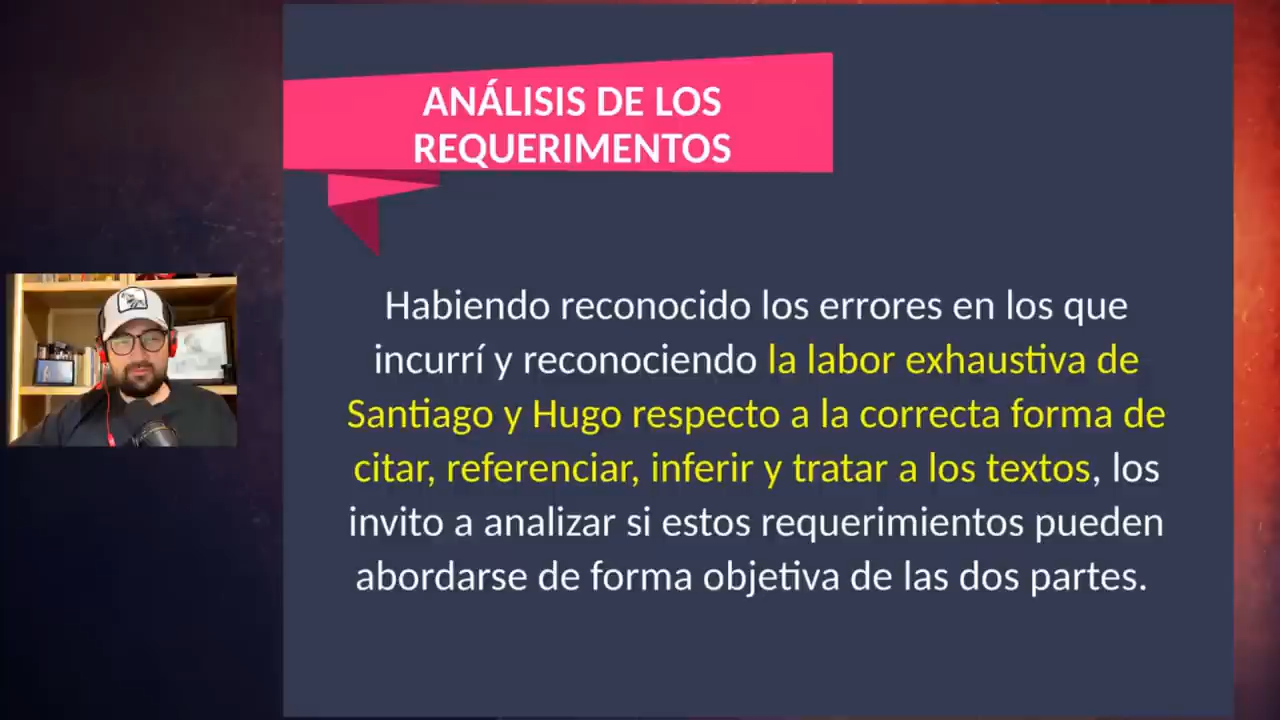 ANÁLISIS DE LOS
REQUERIMENTOS
Habiendo reconocido los errores en los que
incurrí y reconociendo la labor exhaustiva de
Santiago y Hugo respecto a la correcta forma de
citar, referenciar, inferir y tratar a los textos, los
invito a analizar si estos requerimientos pueden
abordarse de forma objetiva de las dos partes.